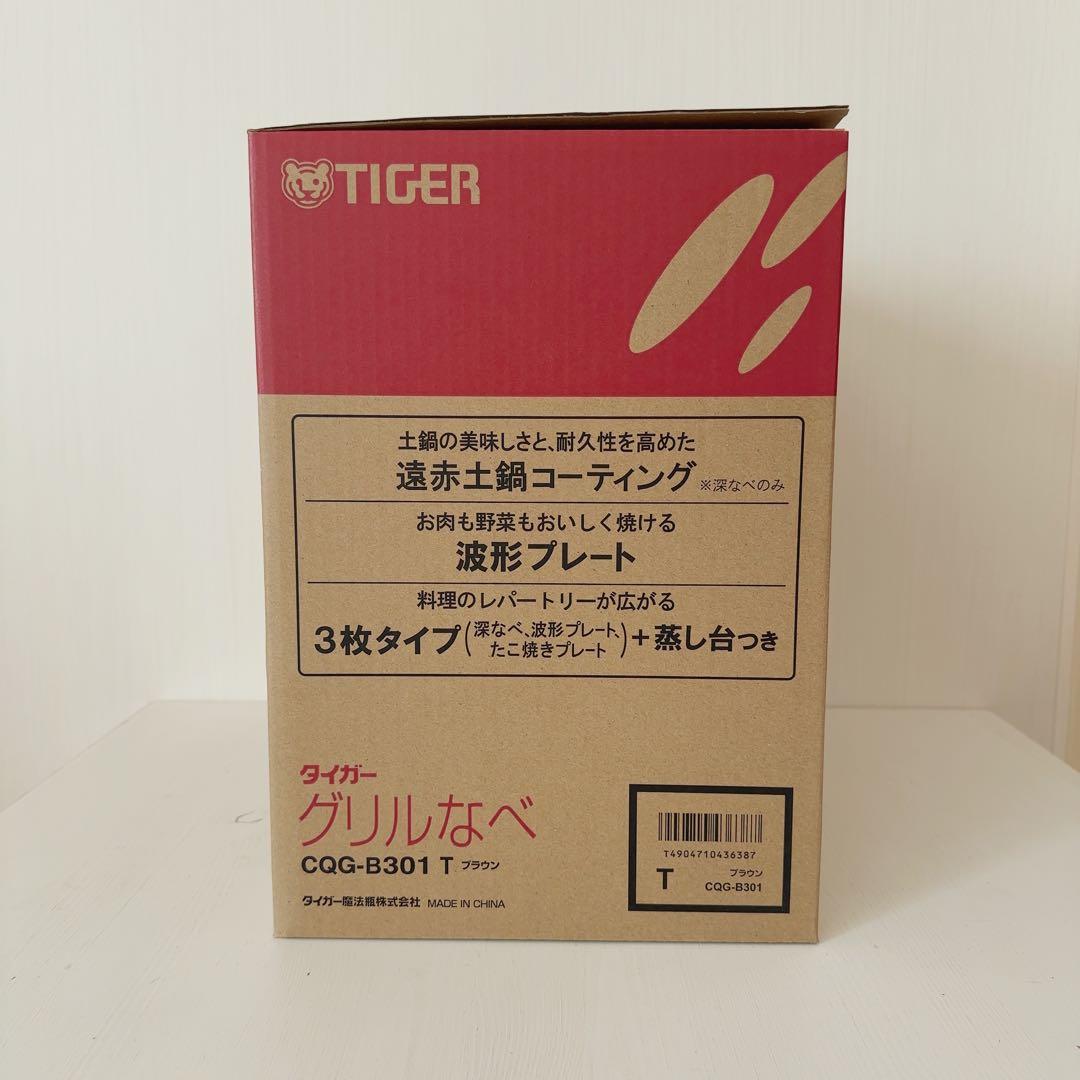 TIGER
土鍋の美味しさと、耐久性を高めた
遠赤土鍋コーティング ※深なべのみ
お肉も野菜もおいしく焼ける
波形プレート
料理のレパートリーが広がる
3枚タイプ(深なべ、波形プレート、たこ焼きプレート)+蒸し台つき
タイガー
グリルなべ
CQG-B301 T ブラウン
タイガー魔法瓶株式会社 MADE IN CHINA
T4904710436387
T ブラウン
CQG-B301